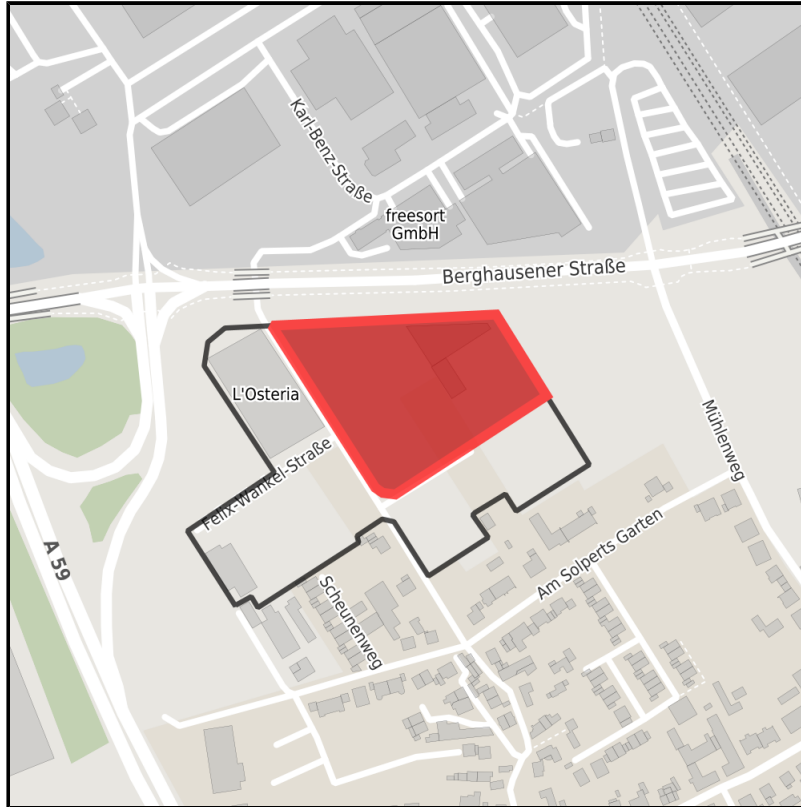 Karl-Benz-Straße
freesort
GmbH
Berghausener Straße
L'Osteria
Mühlenweg
Felix-Wankel-Straße
A 59
Am Solperts Garten
Scheunenweg